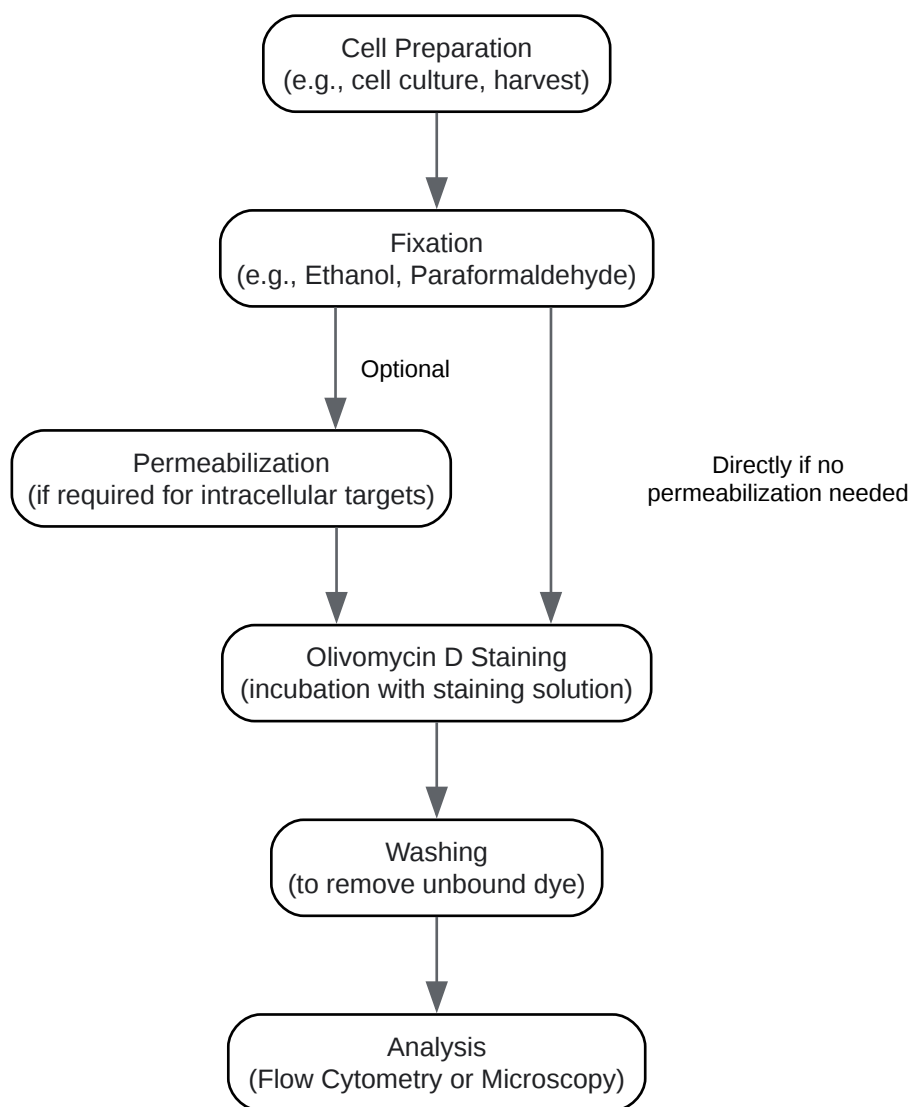 Cell Preparation
(e.g., cell culture, harvest)
Fixation
(e.g., Ethanol, Paraformaldehyde)
Optional
Permeabilization
(if required for intracellular targets)
Directly if no
permeabilization needed
Olivomycin D Staining
(incubation with staining solution)
Washing
(to remove unbound dye)
Analysis
(Flow Cytometry or Microscopy)